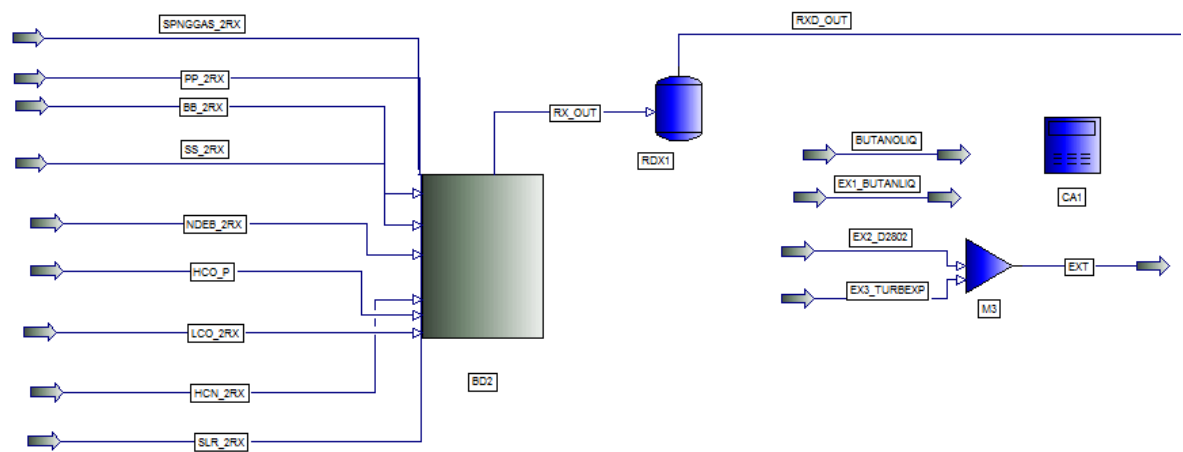 SPNGGAS_2RX
RXD_OUT
PP_2RX
BB_2RX
RX_OUT
SS_2RX
RDX1
BUTANOLIQ
EX1_BUTANLIQ
CA1
NDEB_2RX
EX2_D2802
HCO_P
EXT
EX3_TURBEXP
M3
LCO_2RX
BD2
HCN_2RX
SLR_2RX